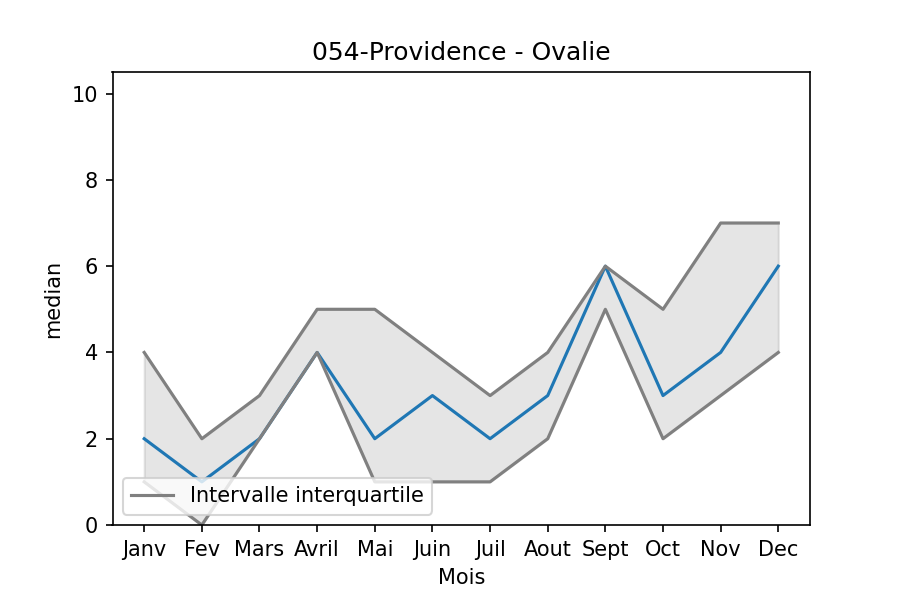 054-Providence - Ovalie
10
8
6
4
2
0
median
Intervalle interquartile
Janv Fev Mars Avril Mai Juin Juil Aout Sept Oct Nov Dec
Mois